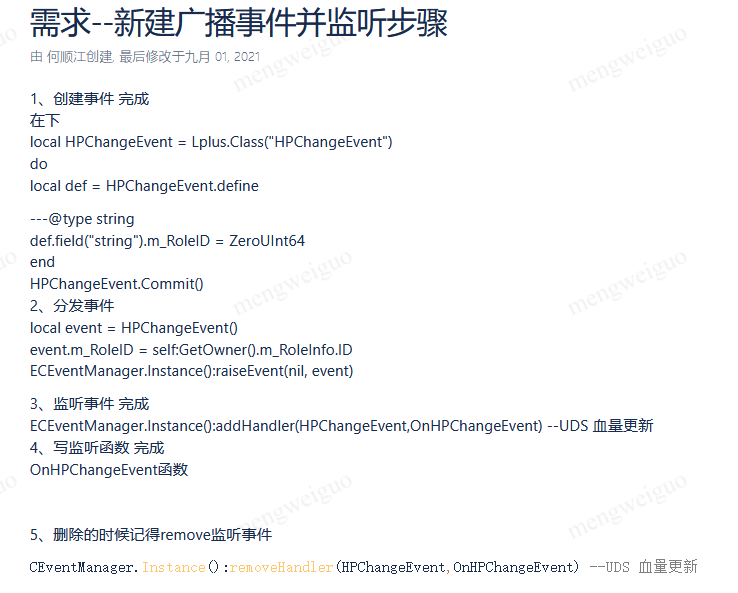 需求--新建广播事件并监听步骤
由 何顺江创建, 最后修改于九月 01, 2021
1、创建事件 完成
在下
local HPChangeEvent = Lplus.Class("HPChangeEvent")
do
local def = HPChangeEvent.define
---@type string
def.field("string").m_RoleID = ZeroUInt64
end
HPChangeEvent.Commit()
2、分发事件
local event = HPChangeEvent()
event.m_RoleID = self:GetOwner().m_RoleInfo.ID
ECEventManager.Instance():raiseEvent(nil, event)
3、监听事件 完成
ECEventManager.Instance():addHandler(HPChangeEvent,OnHPChangeEvent) --UDS 血量更新
4、写监听函数 完成
OnHPChangeEvent函数
5、删除的时候记得remove监听事件
CEventManager.Instance():removeHandler(HPChangeEvent,OnHPChangeEvent) --UDS 血量更新
mengweiguo
mengweiguo
mengweiguo
mengweiguo
mengweiguo
mengweiguo